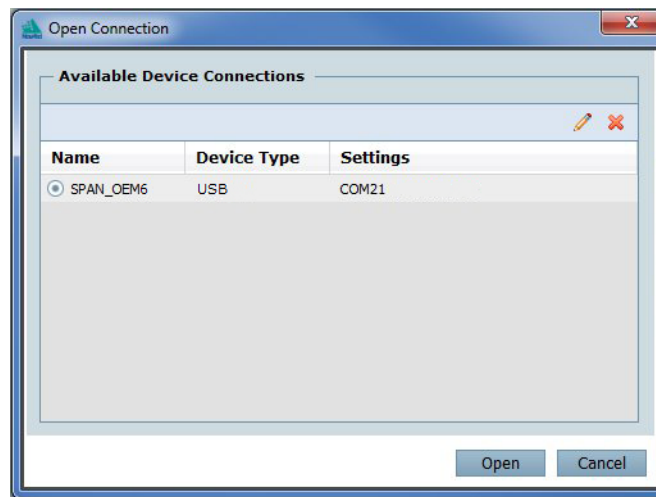 Open Connection
Available Device Connections
Name Device Type Settings
SPAN_OEM6 USB COM21
Open Cancel